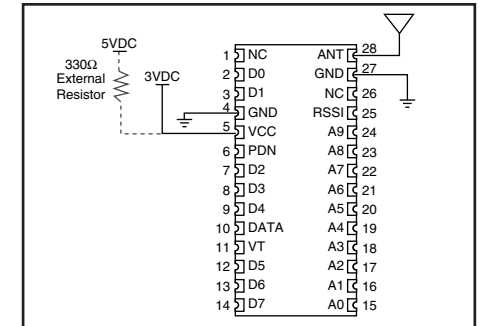 5VDC
330Ω
External
Resistor
3VDC
1 NC ANT 28
2 D0 GND 27
3 D1 NC 26
4 GND RSSI 25
5 VCC A9 24
6 PDN A8 23
7 D2 A7 22
8 D3 A6 21
9 D4 A5 20
10 DATA A4 19
11 VT A3 18
12 D5 A2 17
13 D6 A1 16
14 D7 A0 15